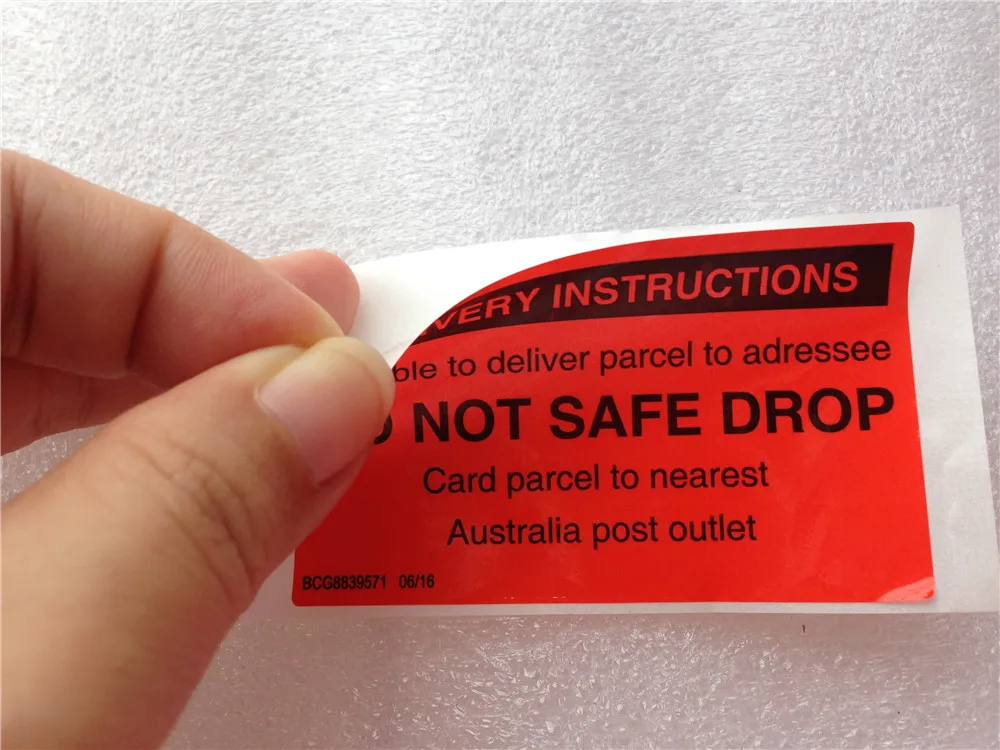 VERY INSTRUCTIONS
ble to deliver parcel to adressee
NOT SAFE DROP
Card parcel to nearest
Australia post outlet
BCG8839571 06/16